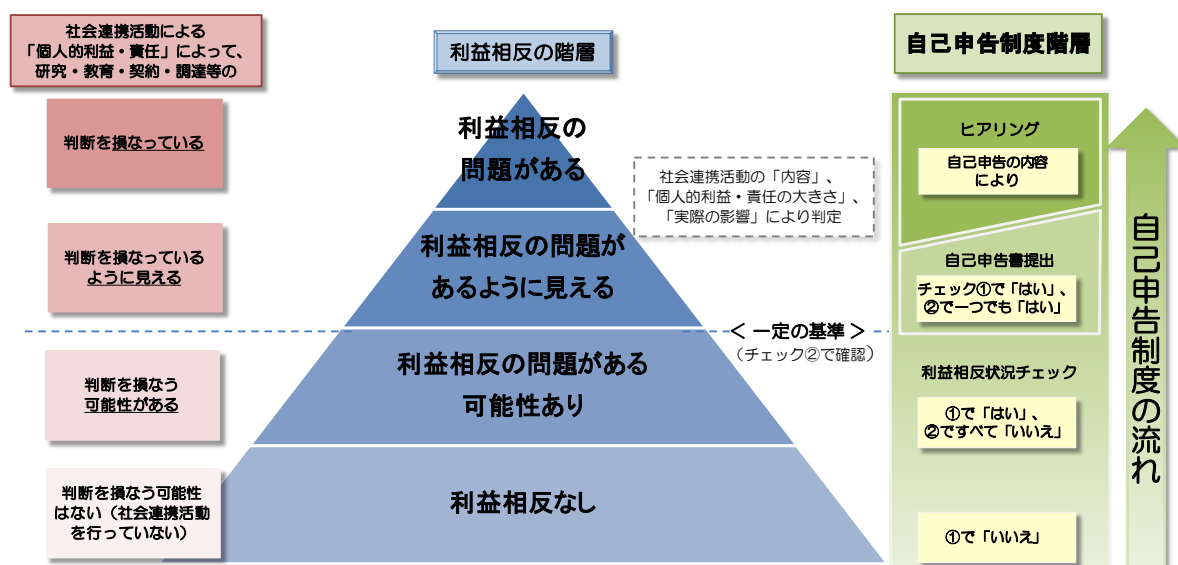 社会連携活動による
「個人的利益・責任」によって、
研究・教育・契約・調達等の
判断を損なっている
判断を損なっている
ように見える
判断を損なう
可能性がある
判断を損なう可能性
はない（社会連携活動
を行っていない）
利益相反の階層
利益相反の
問題がある
利益相反の問題が
あるように見える
利益相反の問題がある
可能性あり
利益相反なし
社会連携活動の「内容」、
「個人的利益・責任の大きさ」、
「実際の影響」により判定
＜ 一定の基準 ＞
（チェック②で確認）
自己申告制度階層
ヒアリング
自己申告の内容
により
自己申告書提出
チェック①で「はい」、
②で一つでも「はい」
利益相反状況チェック
①で「はい」、
②ですべて「いいえ」
①で「いいえ」
自己申告制度の流れ